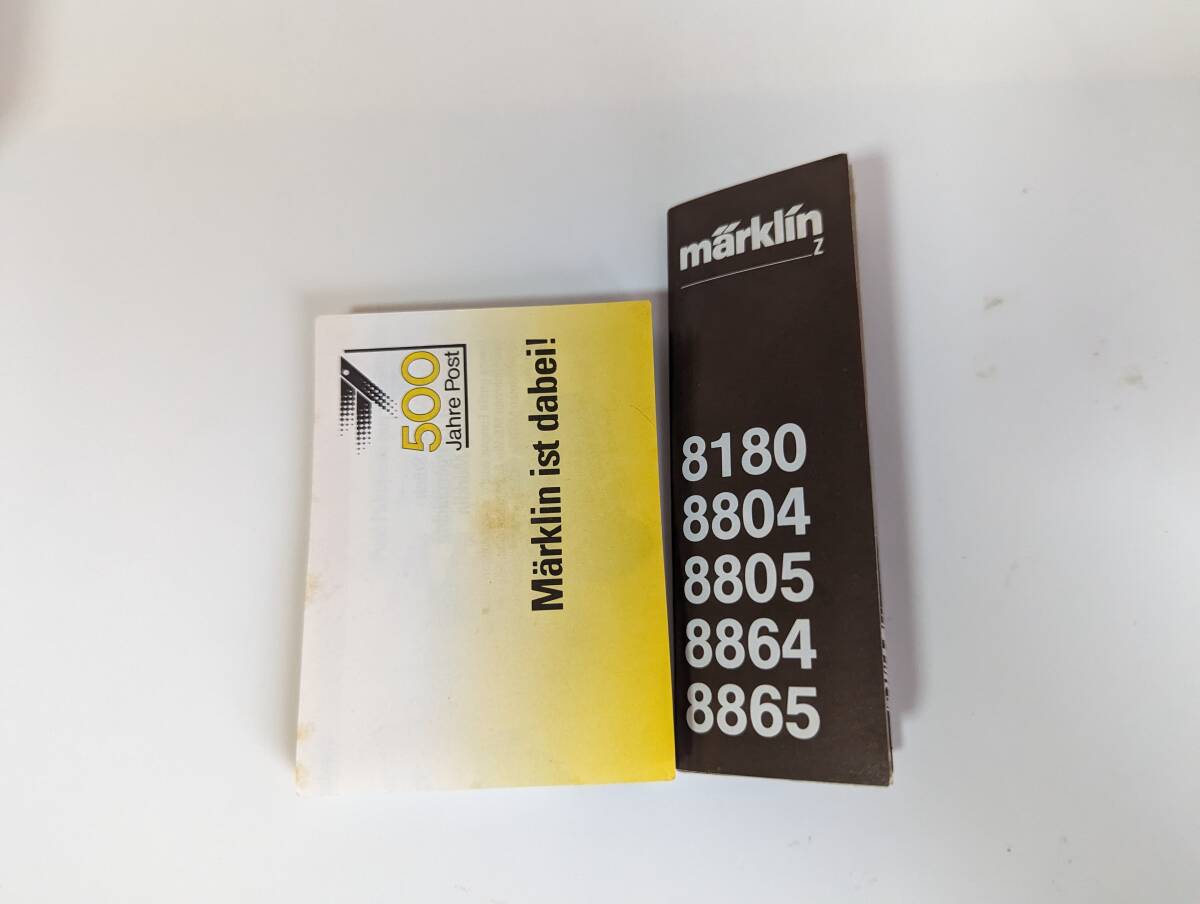 500
Jahre Post
Märklin ist dabei!
märklin
Z
8180
8804
8805
8864
8865